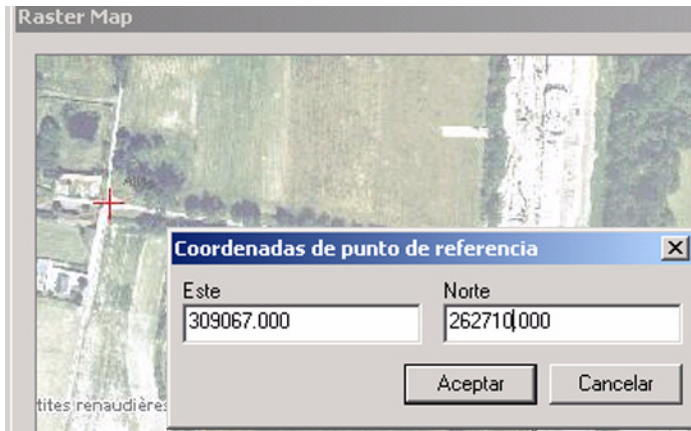 Raster Map
Coordenadas de punto de referencia
Este
Norte
309067.000
262710.000
Aceptar
Cancelar
tites renaudières